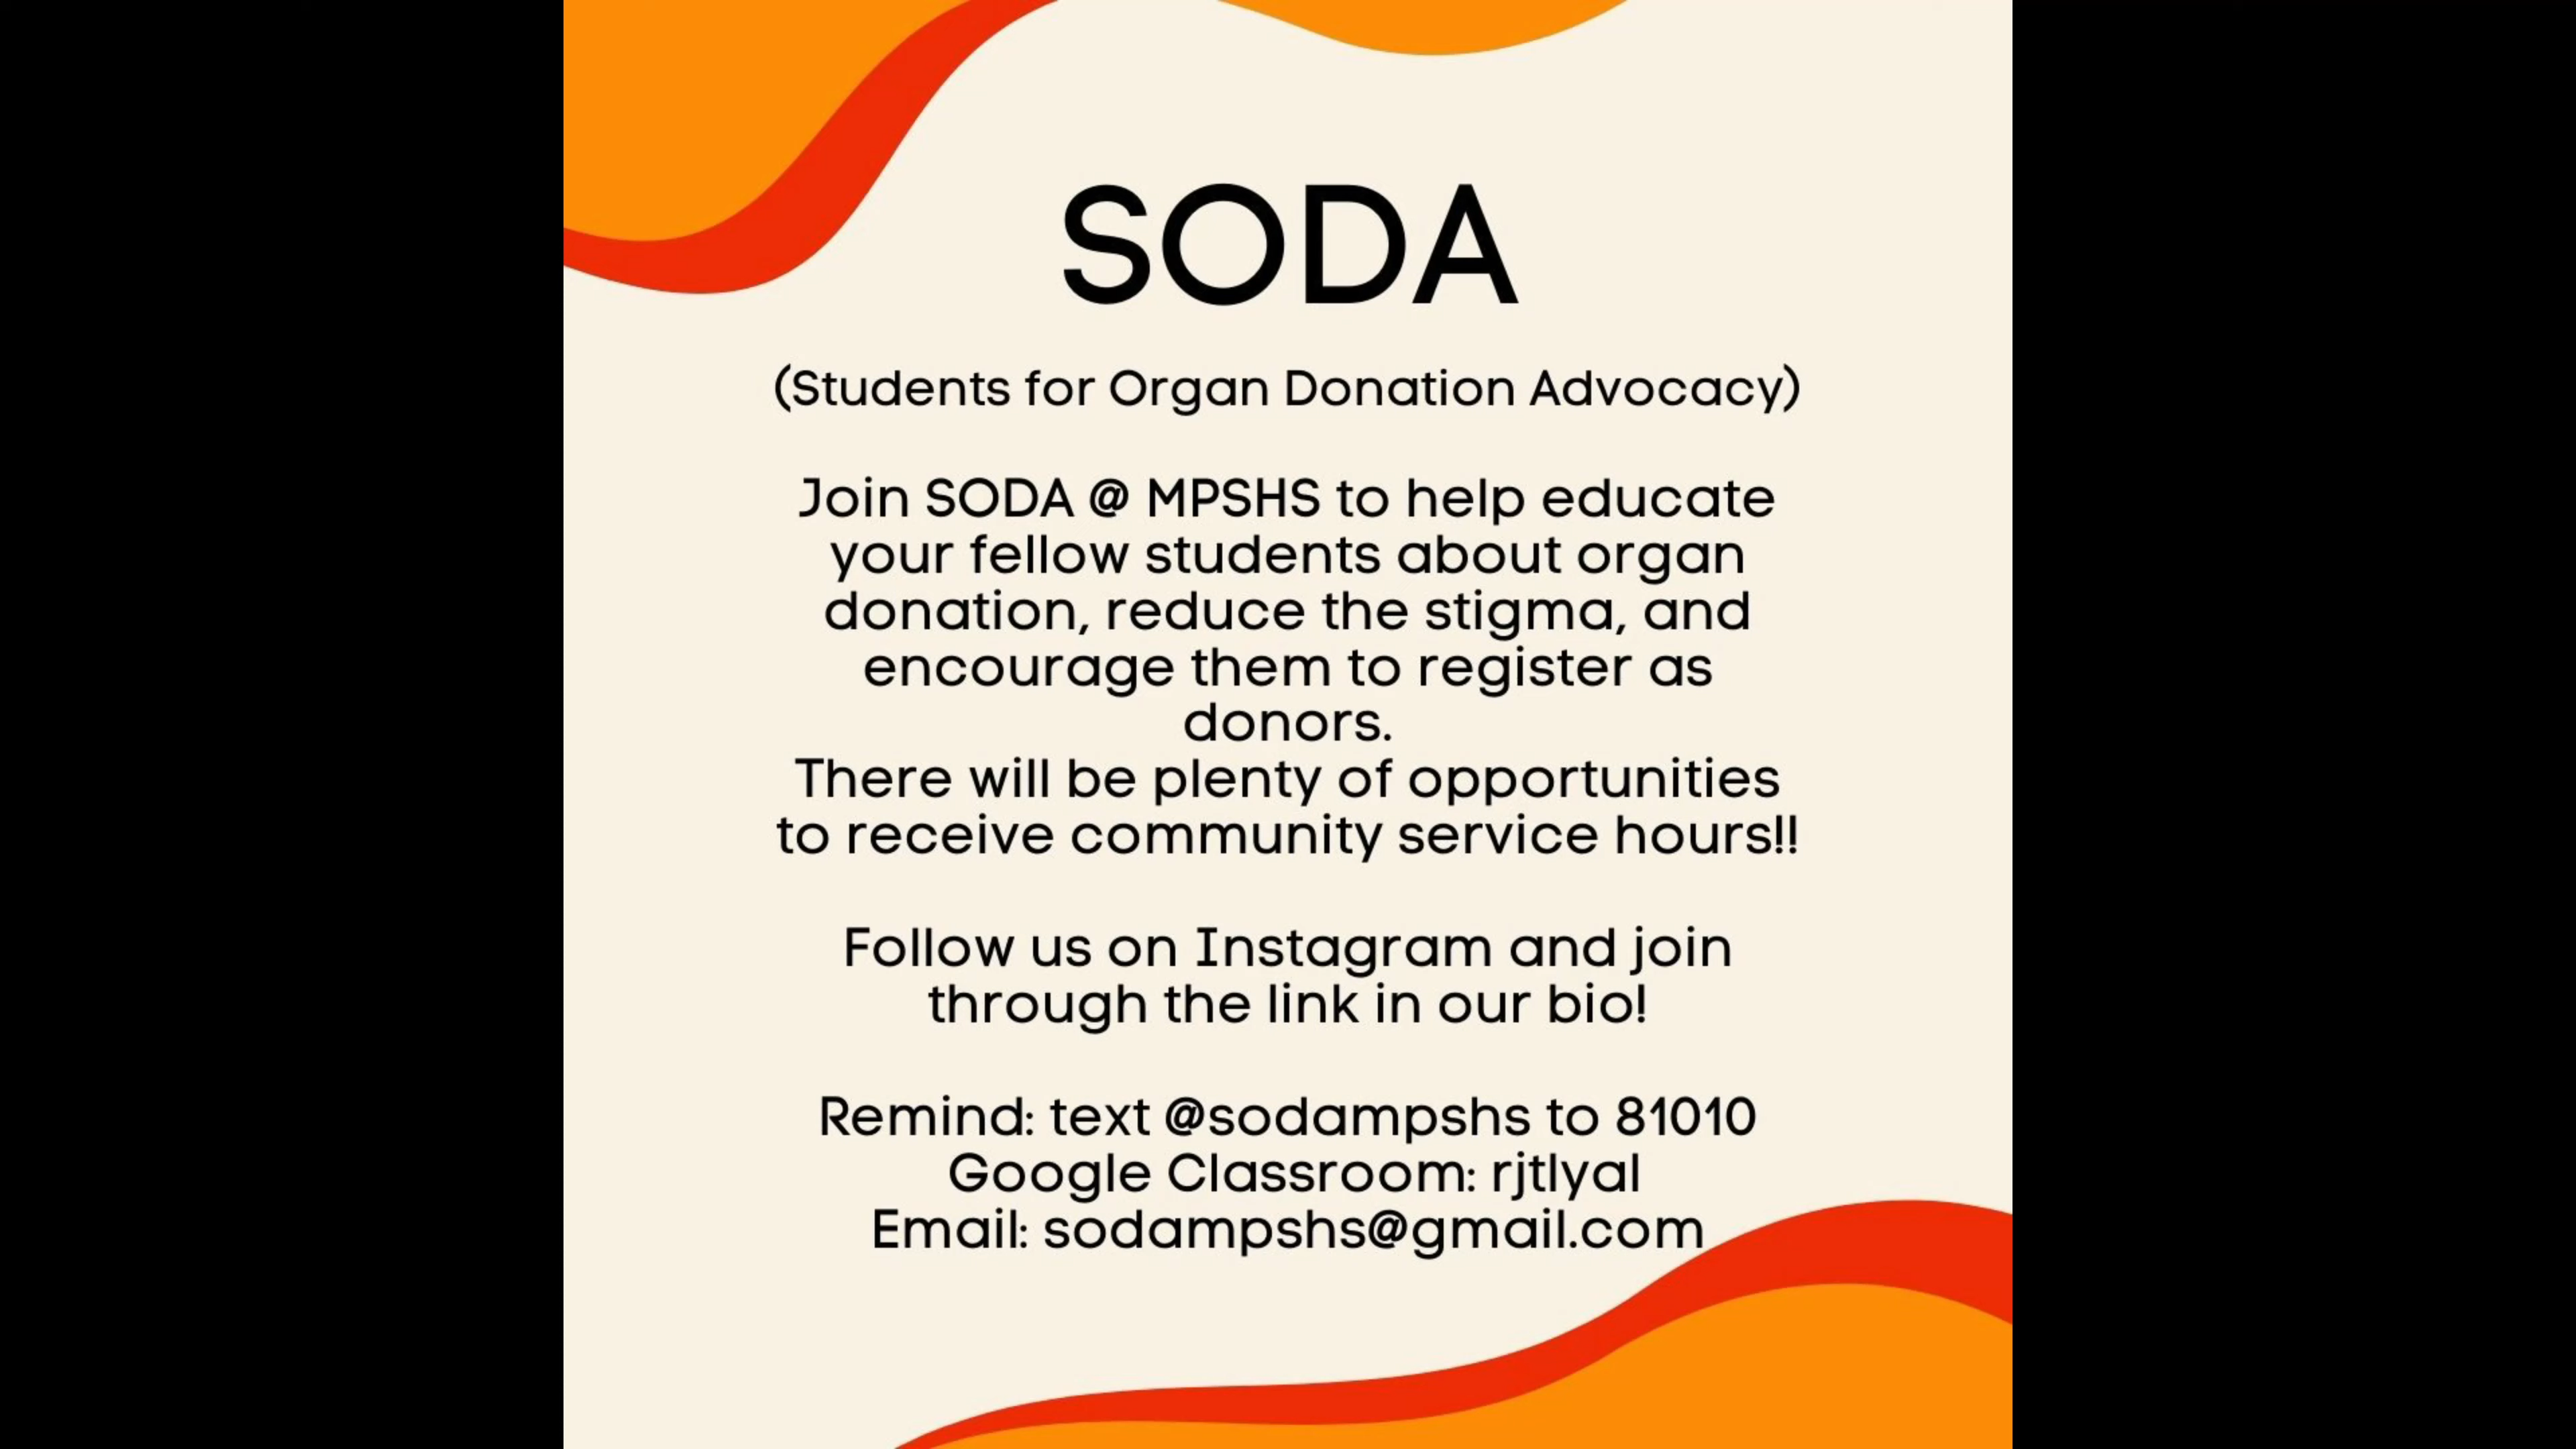 SODA
(Students for Organ Donation Advocacy)
Join SODA @ MPSHS to help educate
your fellow students about organ
donation, reduce the stigma, and
encourage them to register as
donors.
There will be plenty of opportunities
to receive community service hours!!
Follow us on Instagram and join
through the link in our bio!
Remind: text @sodampshs to 81010
Google Classroom: rjtlyal
Email: sodampshs@gmail.com